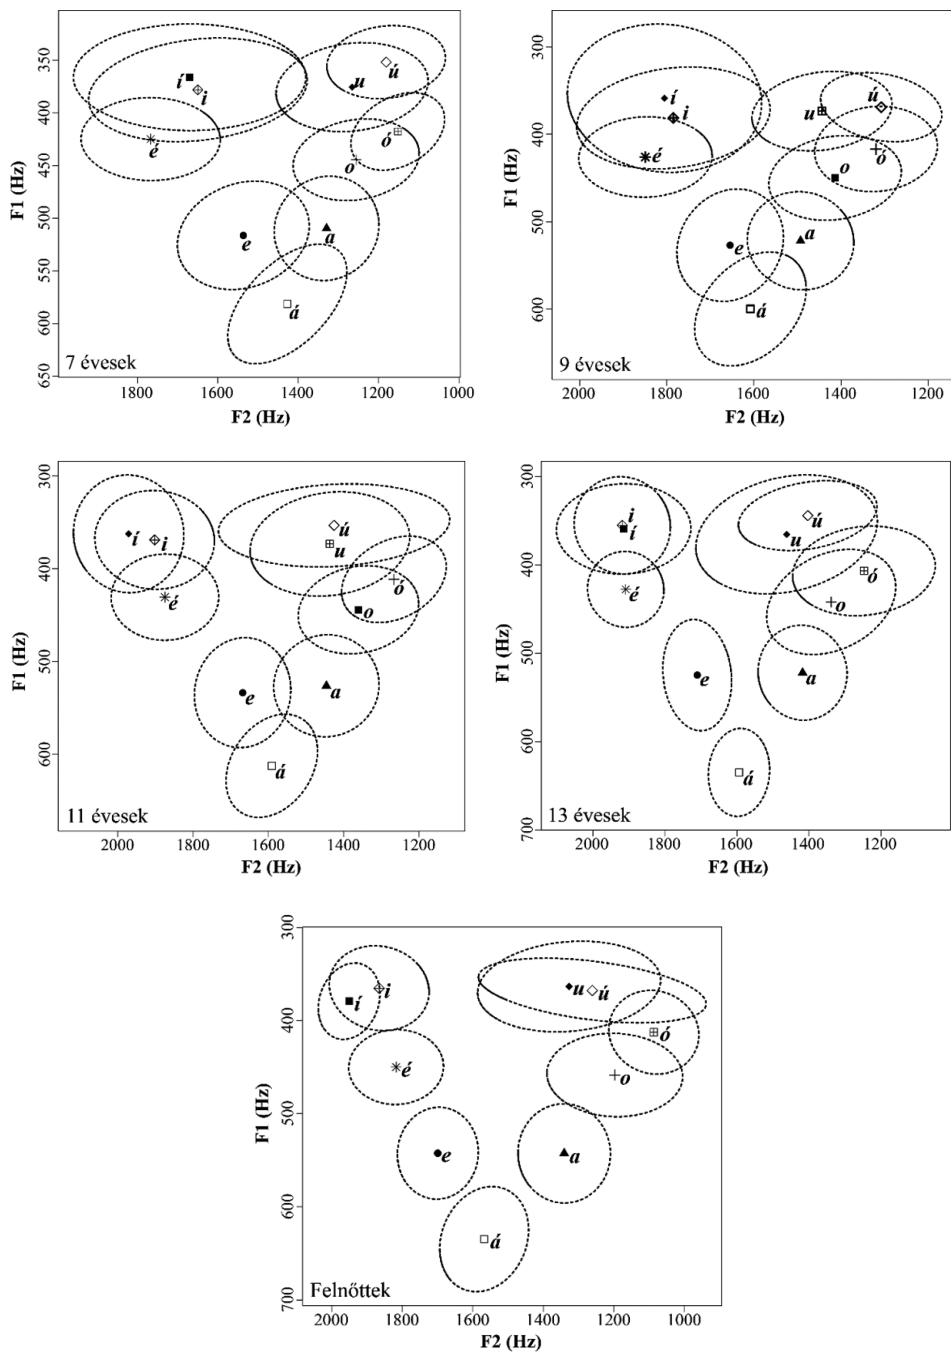 350
400
450
500
550
600
650
F1 (Hz)
í
i
u
ú
é
ó
o
e
a
á
7 évesek
1800
1600
1400
1200
1000
F2 (Hz)
300
400
500
600
F1 (Hz)
í
i
u
ú
é
ó
o
e
a
á
9 évesek
2000
1800
1600
1400
1200
F2 (Hz)
300
400
500
600
F1 (Hz)
í
i
ú
u
é
ó
o
e
a
á
11 évesek
2000
1800
1600
1400
1200
F2 (Hz)
300
400
500
600
700
F1 (Hz)
i
í
ú
u
é
ó
o
e
a
á
13 évesek
2000
1800
1600
1400
1200
F2 (Hz)
300
400
500
600
700
F1 (Hz)
í
i
u
ú
é
ó
o
e
a
á
Felnőttek
2000
1800
1600
1400
1200
1000
F2 (Hz)